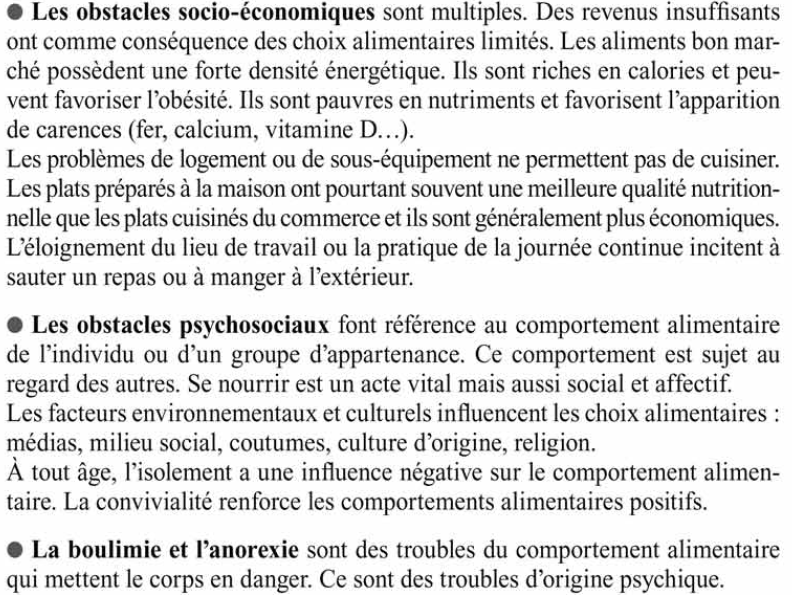 ● Les obstacles socio-économiques sont multiples. Des revenus insuffisants
ont comme conséquence des choix alimentaires limités. Les aliments bon mar-
ché possèdent une forte densité énergétique. Ils sont riches en calories et peu-
vent favoriser l’obésité. Ils sont pauvres en nutriments et favorisent l’apparition
de carences (fer, calcium, vitamine D…).
Les problèmes de logement ou de sous-équipement ne permettent pas de cuisiner.
Les plats préparés à la maison ont pourtant souvent une meilleure qualité nutrition-
nelle que les plats cuisinés du commerce et ils sont généralement plus économiques.
L’éloignement du lieu de travail ou la pratique de la journée continue incitent à
sauter un repas ou à manger à l’extérieur.
● Les obstacles psychosociaux font référence au comportement alimentaire
de l’individu ou d’un groupe d’appartenance. Ce comportement est sujet au
regard des autres. Se nourrir est un acte vital mais aussi social et affectif.
Les facteurs environnementaux et culturels influencent les choix alimentaires :
médias, milieu social, coutumes, culture d’origine, religion.
À tout âge, l’isolement a une influence négative sur le comportement alimen-
taire. La convivialité renforce les comportements alimentaires positifs.
● La boulimie et l’anorexie sont des troubles du comportement alimentaire
qui mettent le corps en danger. Ce sont des troubles d’origine psychique.